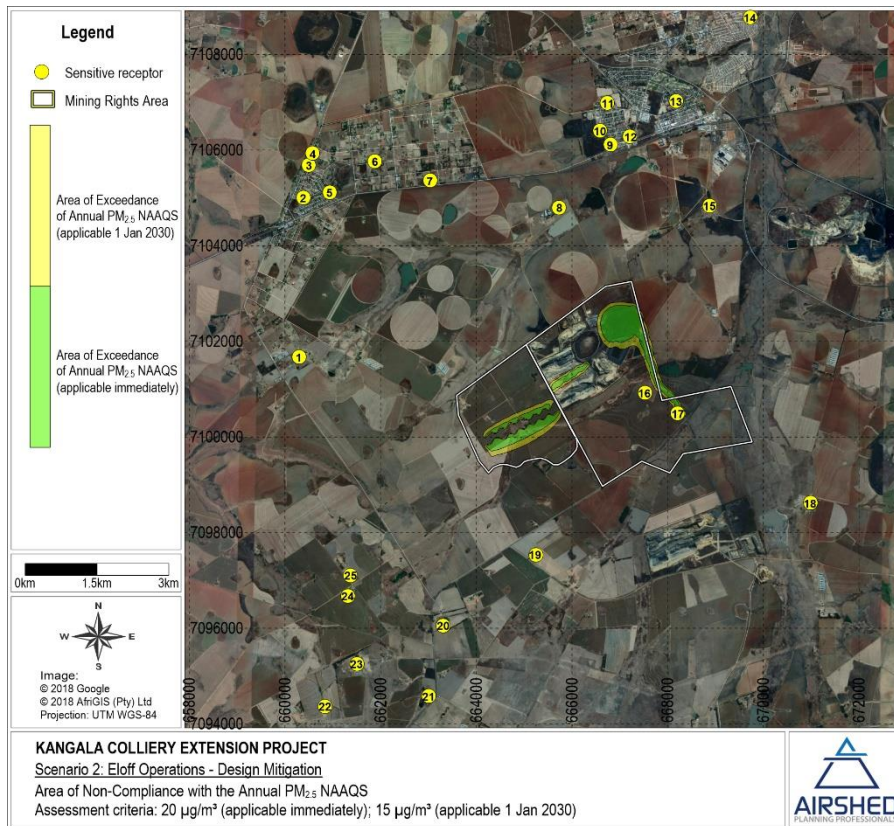 Legend
Sensitive receptor
Mining Rights Area
Area of Exceedance
of Annual PM2.5 NAAQS
(applicable 1 Jan 2030)
Area of Exceedance
of Annual PM2.5 NAAQS
(applicable immediately)
0km 1.5km 3km
N
W E
S
Image:
© 2018 Google
© 2018 AfriGIS (Pty) Ltd
Projection: UTM WGS-84
14
7108000
11
13
10
12
9
7106000
4
3
6
7
5
2
8
15
7104000
7102000
1
16
17
7100000
18
7098000
19
25
24
7096000
20
23
21
22
7094000
658000 660000 662000 664000 666000 668000 670000 672000
KANGALA COLLIERY EXTENSION PROJECT
Scenario 2: Eloff Operations - Design Mitigation
Area of Non-Compliance with the Annual PM2.5 NAAQS
Assessment criteria: 20 µg/m³ (applicable immediately); 15 µg/m³ (applicable 1 Jan 2030)
AIRSHED
PLANNING PROFESSIONALS